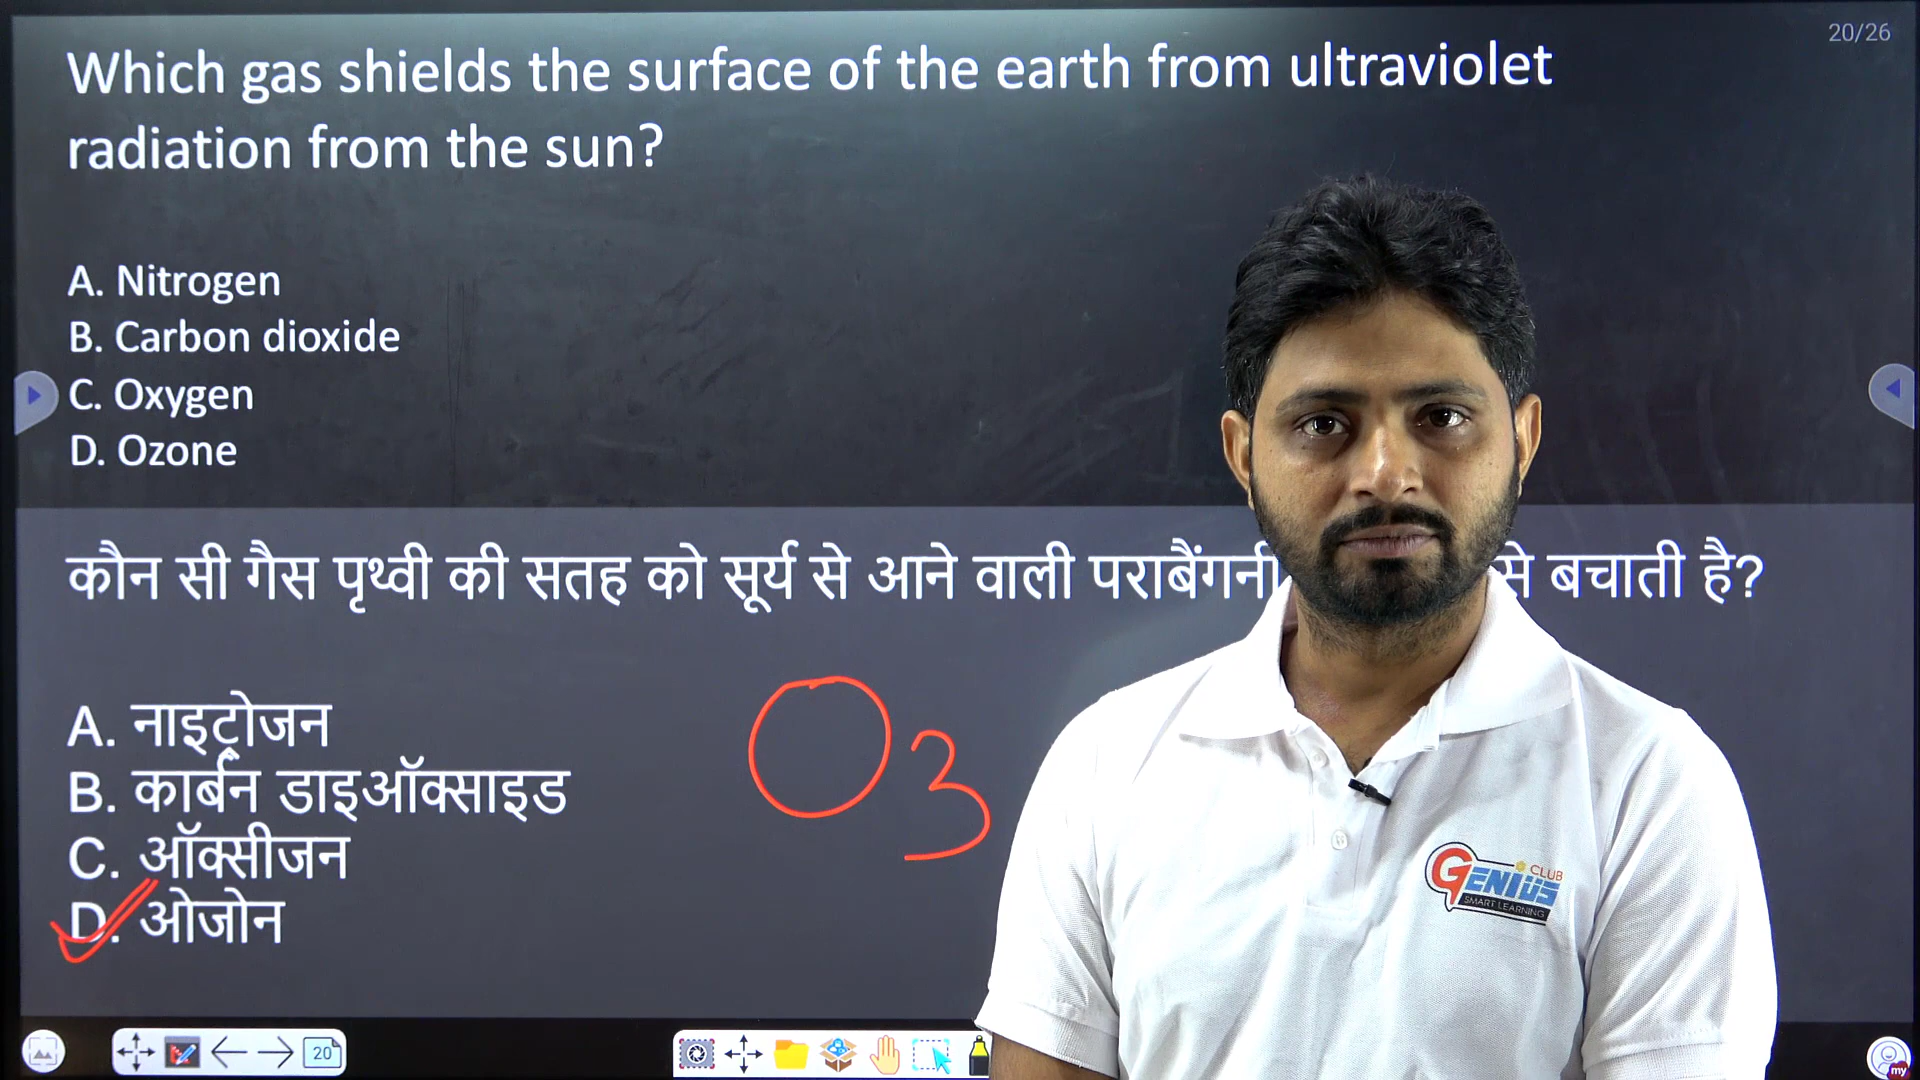 20/26
Which gas shields the surface of the earth from ultraviolet
radiation from the sun?
A. Nitrogen
B. Carbon dioxide
C. Oxygen
D. Ozone
कौन सी गैस पृथ्वी की सतह को सूर्य से आने वाली पराबैंगनी से बचाती है?
A. नाइट्रोजन
B. कार्बन डाइऑक्साइड
C. ऑक्सीजन
D. ओजोन
O3
GENIUS CLUB
SMART LEARNING
20
my